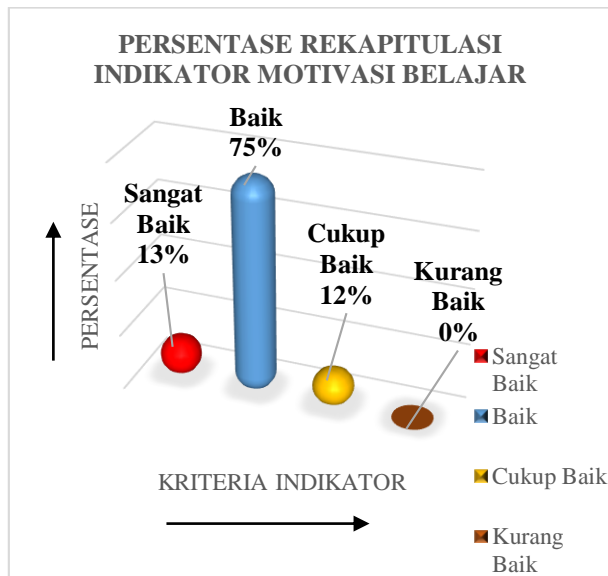 PERSENTASE REKAPITULASI
INDIKATOR MOTIVASI BELAJAR
Baik
75%
Sangat
Baik
13%
Cukup
Baik
12%
Kurang
Baik
0%
PERSENTASE
KRITERIA INDIKATOR
Sangat
Baik
Baik
Cukup Baik
Kurang
Baik